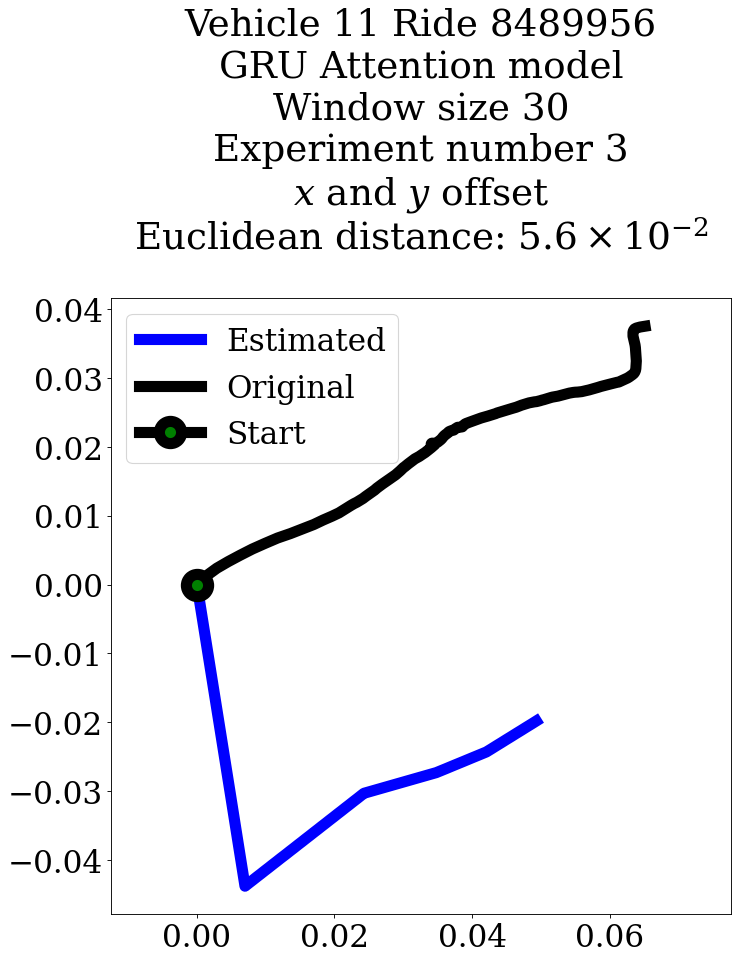 Vehicle 11 Ride 8489956
GRU Attention model
Window size 30
Experiment number 3
x and y offset
Euclidean distance: 5.6 × 10⁻²
Estimated
Original
Start
0.04
0.03
0.02
0.01
0.00
−0.01
−0.02
−0.03
−0.04
0.00 0.02 0.04 0.06